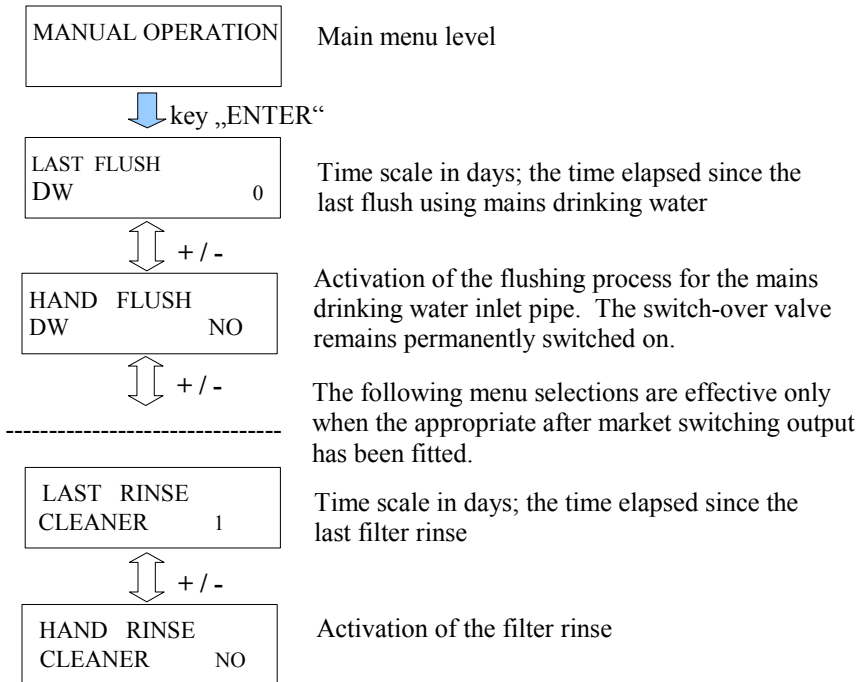 MANUAL OPERATION
Main menu level
key „ENTER“
LAST FLUSH
DW 0
Time scale in days; the time elapsed since the
last flush using mains drinking water
+ / -
HAND FLUSH
DW NO
Activation of the flushing process for the mains
drinking water inlet pipe. The switch-over valve
remains permanently switched on.
+ / -
The following menu selections are effective only
when the appropriate after market switching output
has been fitted.
--------------------------------
LAST RINSE
CLEANER 1
Time scale in days; the time elapsed since the
last filter rinse
+ / -
HAND RINSE
CLEANER NO
Activation of the filter rinse